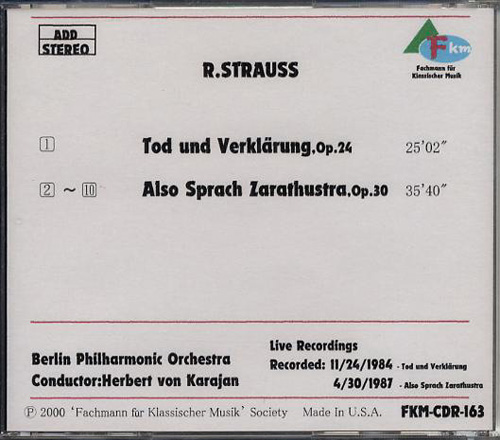 ADD
STEREO
Fkm
Fachmann für
Klassischer Musik
R.STRAUSS
1 Tod und Verklärung,Op.24 25'02"
2 ~ 10 Also Sprach Zarathustra,Op.30 35'40"
Live Recordings
Berlin Philharmonic Orchestra Recorded: 11/24/1984 - Tod und Verklärung
Conductor:Herbert von Karajan 4/30/1987 - Also Sprach Zarathustra
Ⓟ 2000 'Fachmann für Klassischer Musik' Society Made In U.S.A. FKM-CDR-163